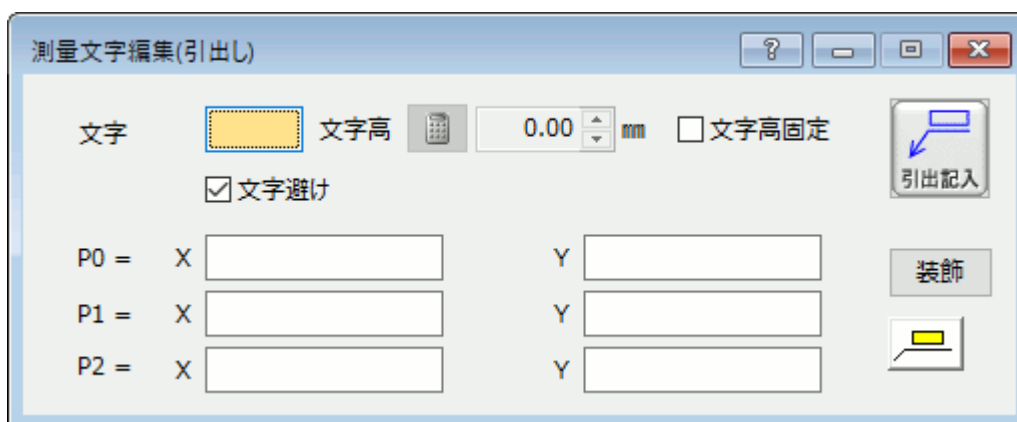 測量文字編集(引出し)
文字 文字高 0.00 mm 文字高固定
引出記入
文字避け
P0 = X Y
装飾
P1 = X Y
P2 = X Y